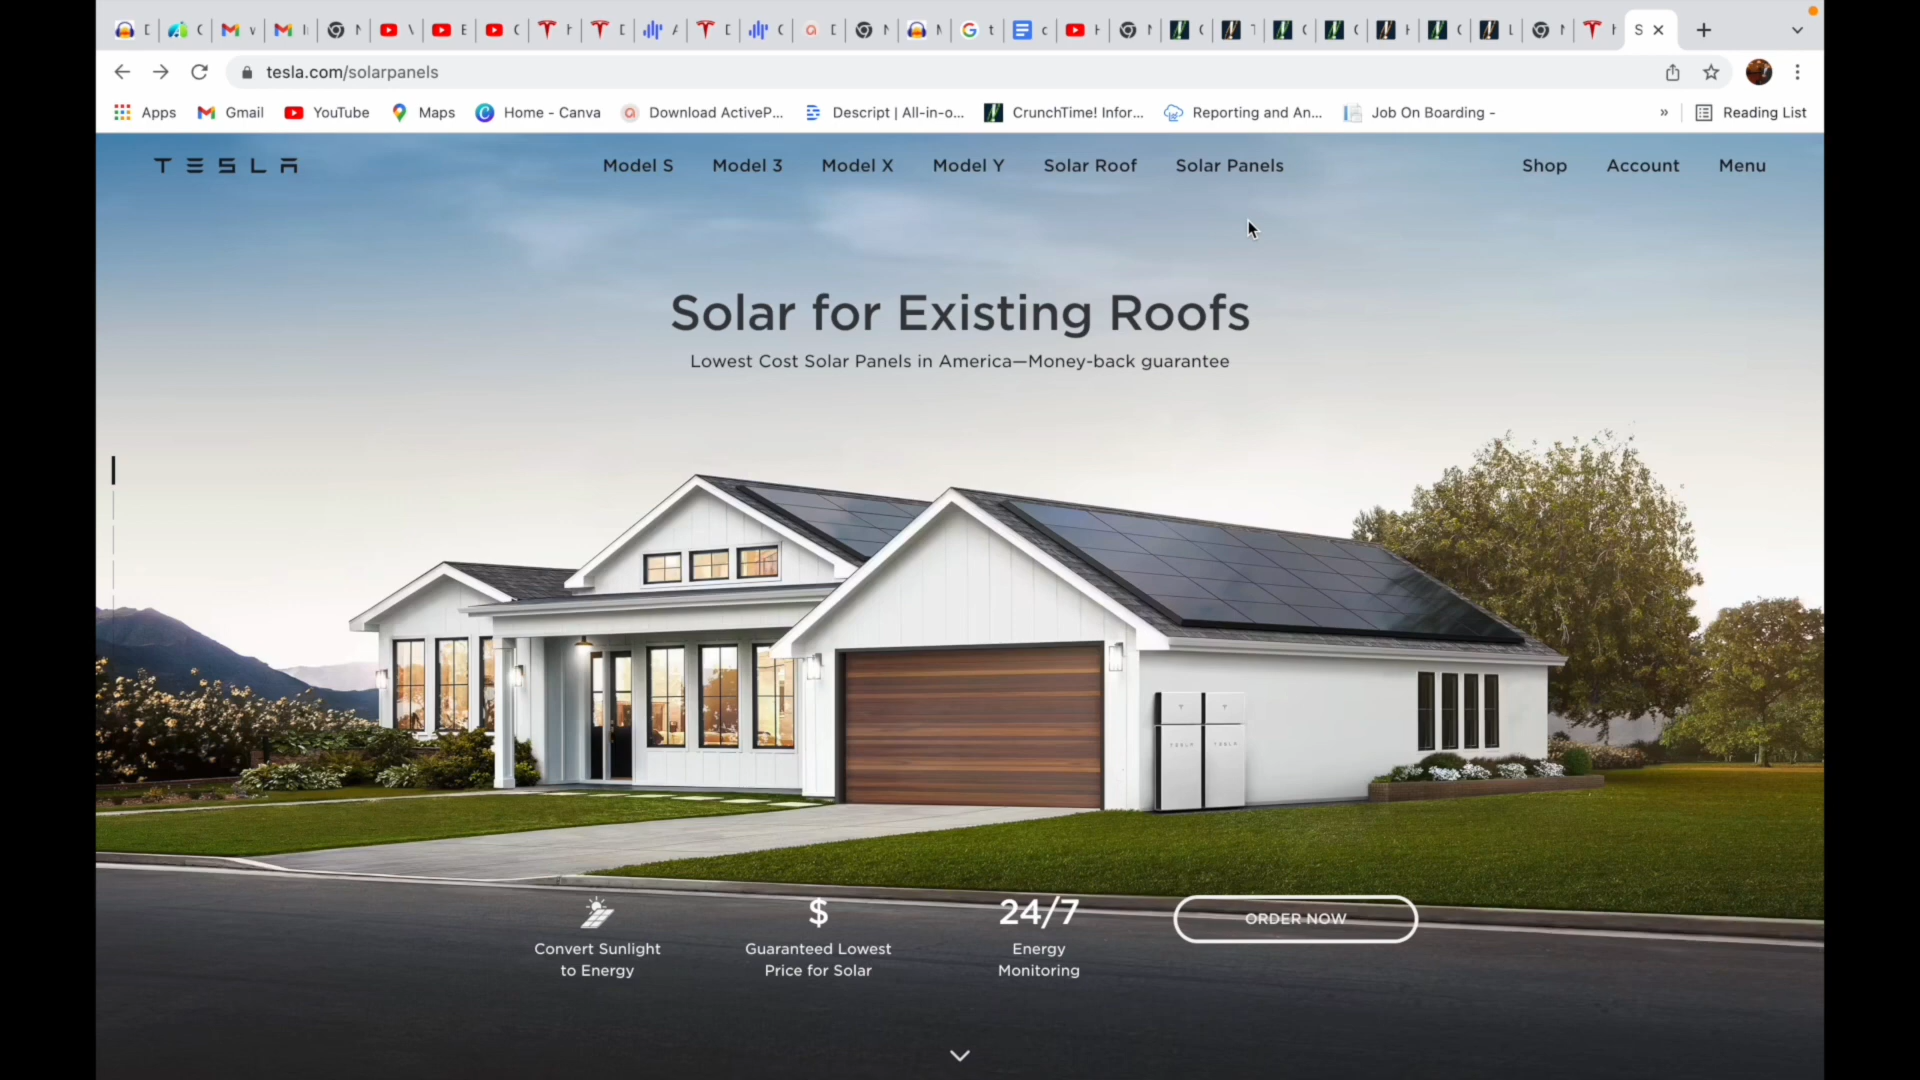 tesla.com/solarpanels
Apps
Gmail
YouTube
Maps
Home - Canva
Download ActiveP...
Descript | All-in-o...
CrunchTime! Infor...
Reporting and An...
Job On Boarding -
»
Reading List
TESLA
Model S
Model 3
Model X
Model Y
Solar Roof
Solar Panels
Shop
Account
Menu
Solar for Existing Roofs
Lowest Cost Solar Panels in America—Money-back guarantee
TESLA TESLA
$
24/7
Convert Sunlight
to Energy
Guaranteed Lowest
Price for Solar
Energy
Monitoring
ORDER NOW